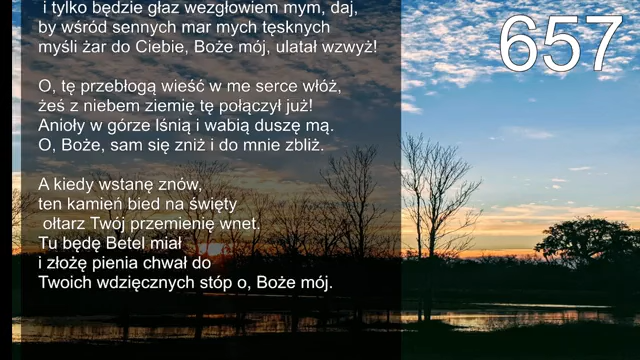 i tylko będzie głaz wezgłowiem mym, daj,
by wśród sennych mar mych tęsknych
myśli żar do Ciebie, Boże mój, ulatał wzwyż!
657
O, tę przebłogą wieść w me serce włóż,
żeś z niebem ziemię tę połączył już!
Anioły w górze lśnią i wabią duszę mą.
O, Boże, sam się zniż i do mnie zbliż.
A kiedy wstanę znów,
ten kamień bied na święty
ołtarz Twój przemienię wnet.
Tu będę Betel miał
i złożę pienia chwał do
Twoich wdzięcznych stóp o, Boże mój.